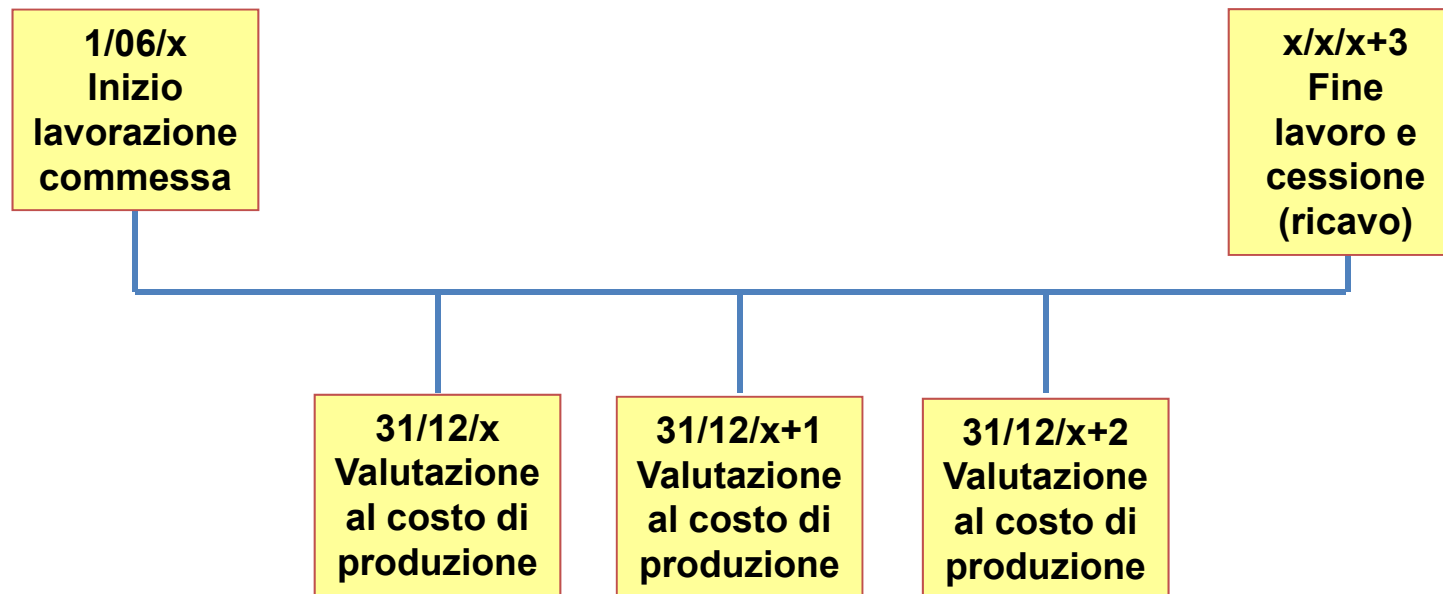 1/06/x
Inizio
lavorazione
commessa
x/x/x+3
Fine
lavoro e
cessione
(ricavo)
31/12/x
Valutazione
al costo di
produzione
31/12/x+1
Valutazione
al costo di
produzione
31/12/x+2
Valutazione
al costo di
produzione